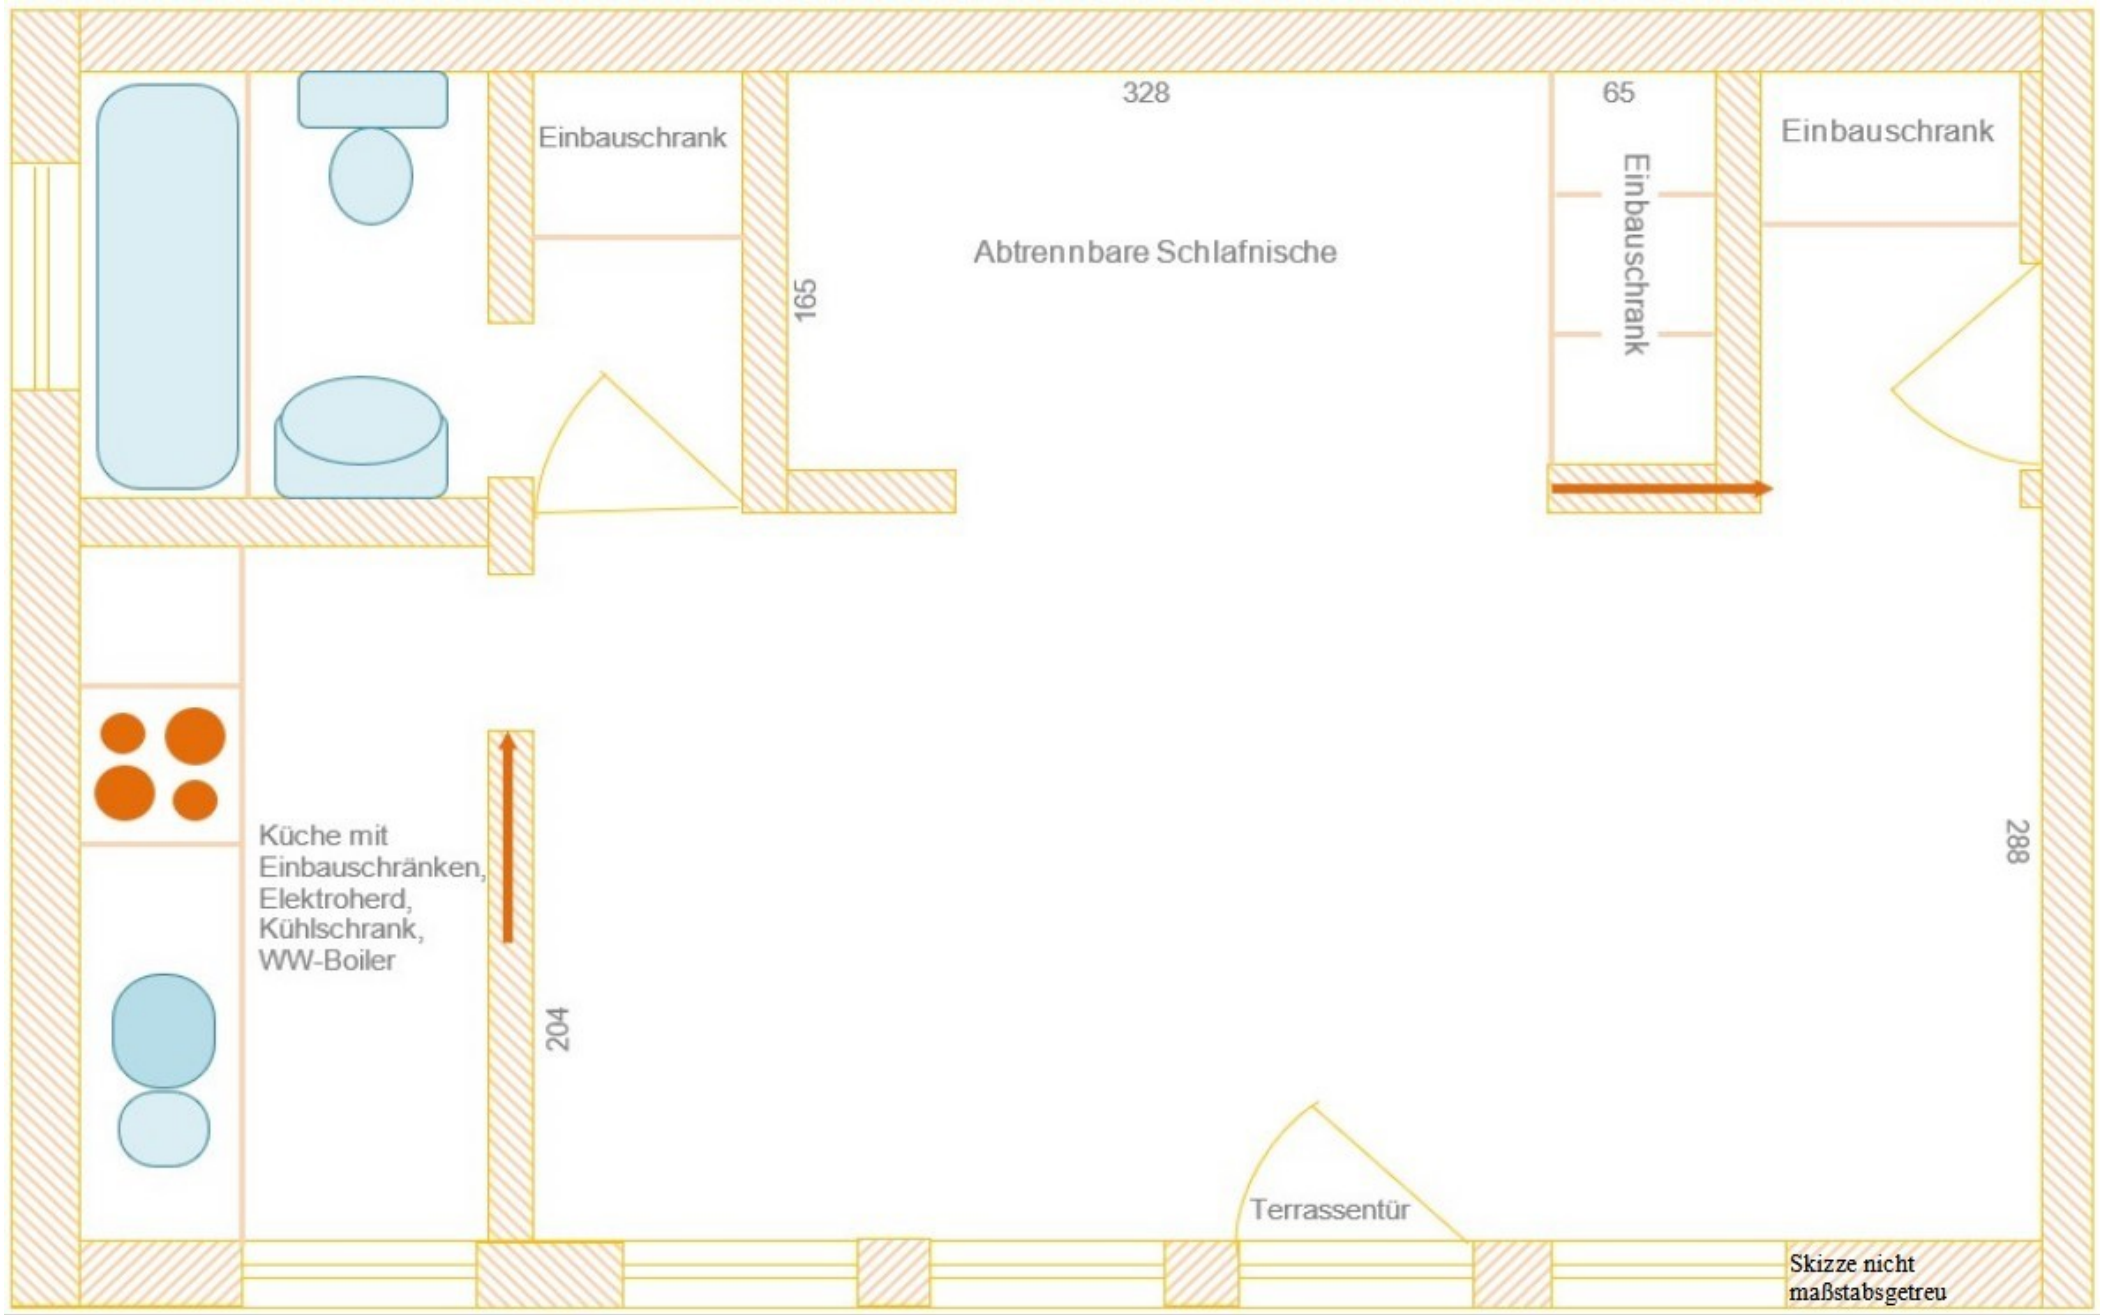 328
65
Einbauschrank
Einbauschrank
Einbauschrank
Abtrennbare Schlafnische
165
Küche mit
Einbauschränken,
Elektroherd,
Kühlschrank,
WW-Boiler
288
204
Terrassentür
Skizze nicht
maßstabsgetreu